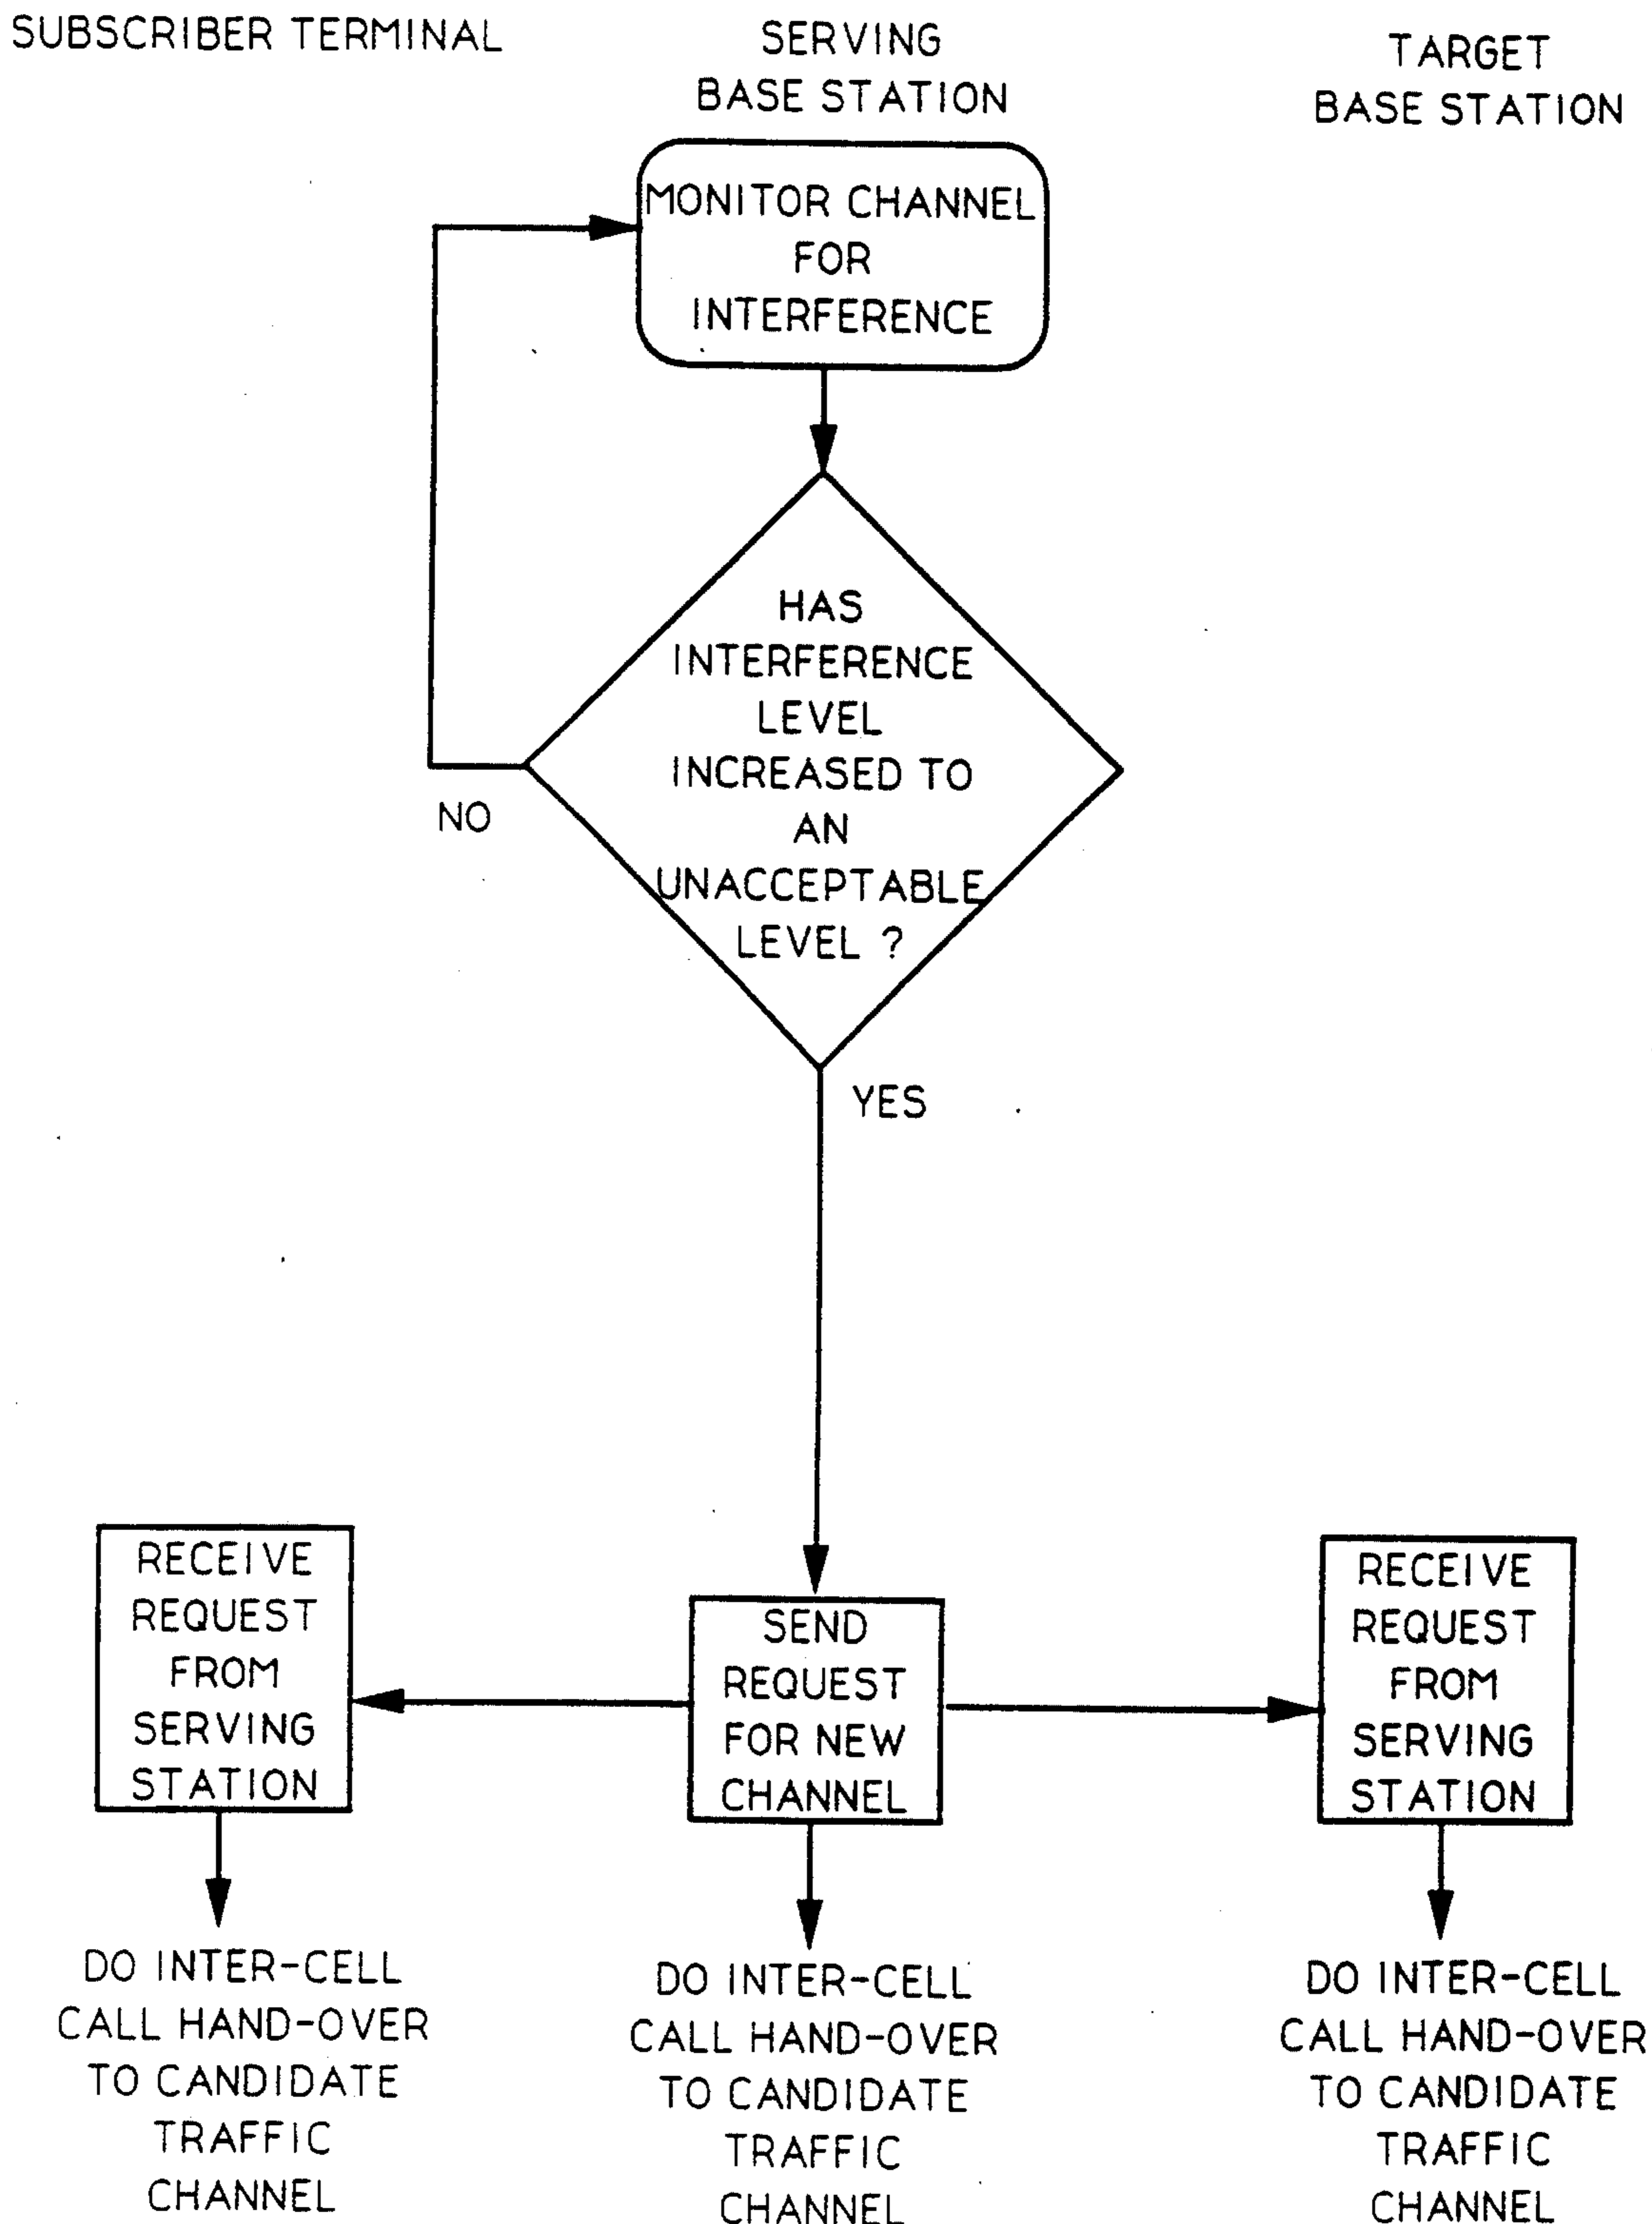 SUBSCRIBER TERMINAL
SERVING
BASE STATION
TARGET
BASE STATION
MONITOR CHANNEL
FOR
INTERFERENCE
HAS
INTERFERENCE
LEVEL
INCREASED TO
AN
UNACCEPTABLE
LEVEL ?
NO
YES
RECEIVE
REQUEST
FROM
SERVING
STATION
SEND
REQUEST
FOR NEW
CHANNEL
RECEIVE
REQUEST
FROM
SERVING
STATION
DO INTER-CELL
CALL HAND-OVER
TO CANDIDATE
TRAFFIC
CHANNEL
DO INTER-CELL
CALL HAND-OVER
TO CANDIDATE
TRAFFIC
CHANNEL
DO INTER-CELL
CALL HAND-OVER
TO CANDIDATE
TRAFFIC
CHANNEL